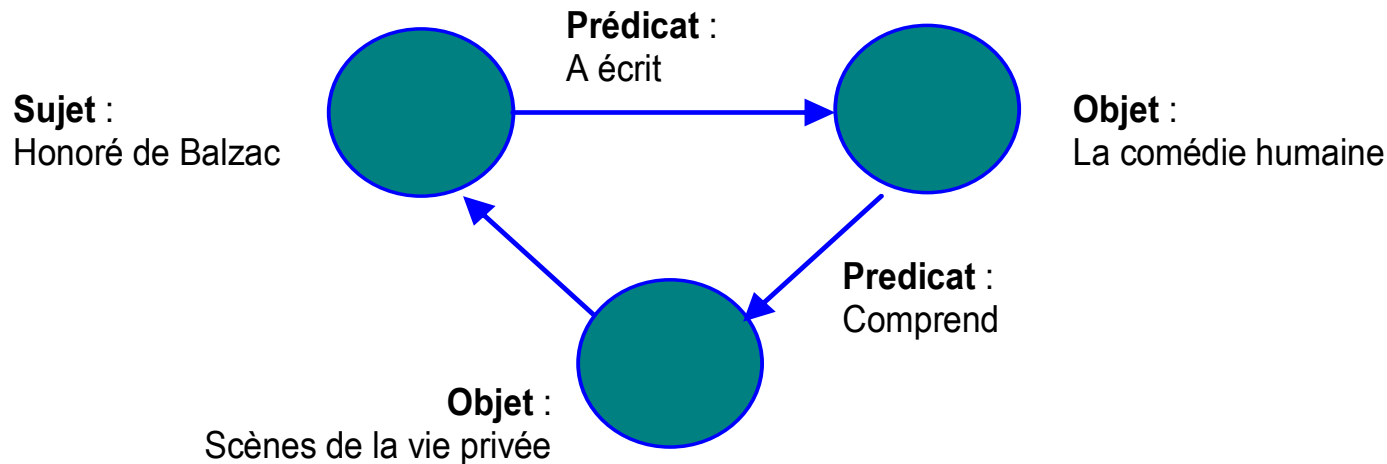 Prédicat :
A écrit
Sujet :
Honoré de Balzac
Objet :
La comédie humaine
Predicat :
Comprend
Objet :
Scènes de la vie privée